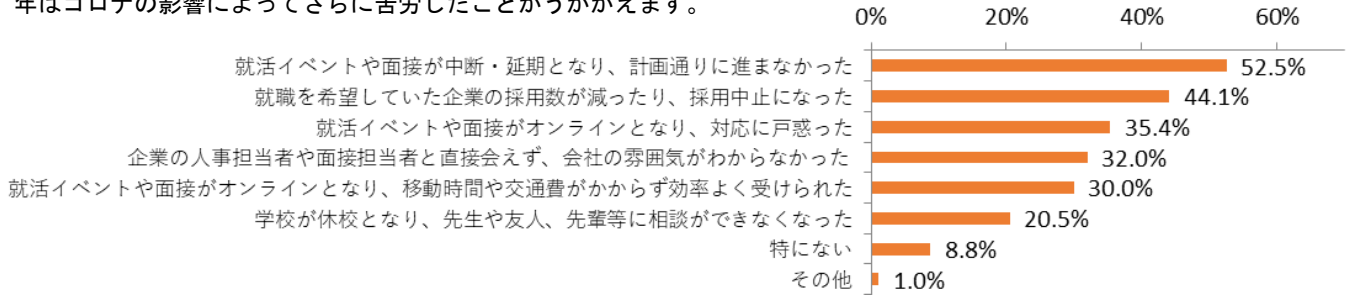 年はコロナの影響によってさらに苦労したことがうかがえます。
0% 20% 40% 60%
就活イベントや面接が中断・延期となり、計画通りに進まなかった 52.5%
就職を希望していた企業の採用数が減ったり、採用中止になった 44.1%
就活イベントや面接がオンラインとなり、対応に戸惑った 35.4%
企業の人事担当者や面接担当者と直接会えず、会社の雰囲気がわからなかった 32.0%
就活イベントや面接がオンラインとなり、移動時間や交通費がかからず効率よく受けられた 30.0%
学校が休校となり、先生や友人、先輩等に相談ができなくなった 20.5%
特にない 8.8%
その他 1.0%